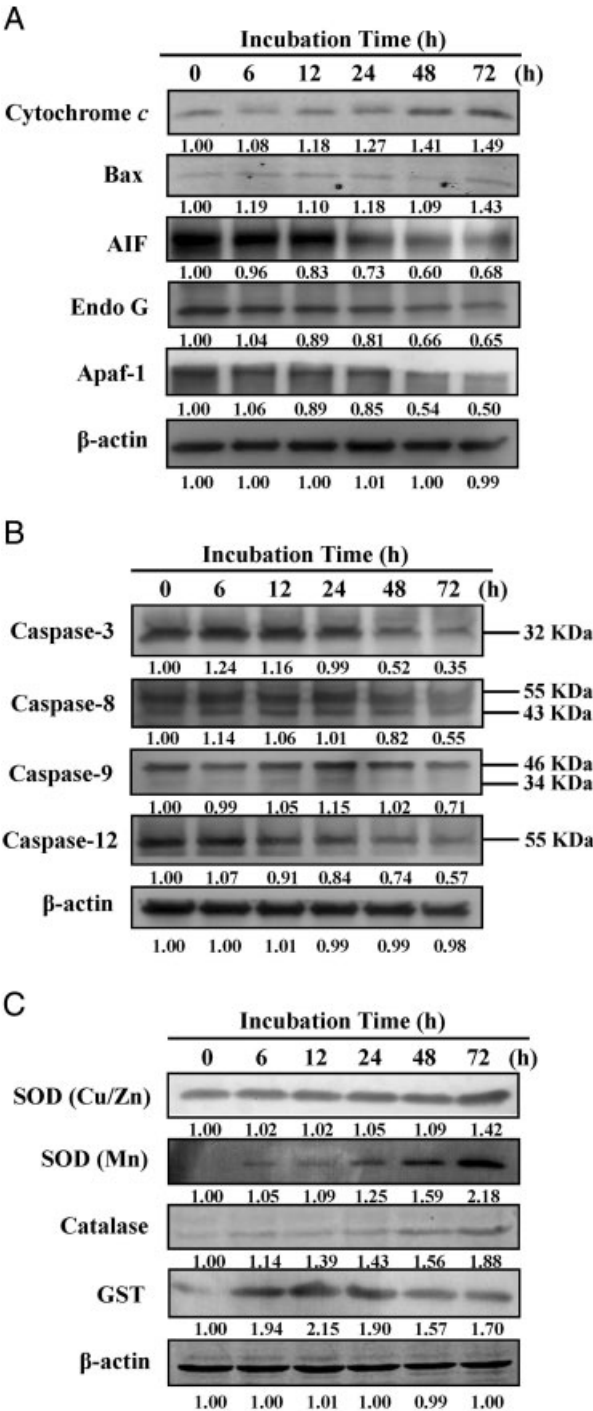 A
Incubation Time (h)
0 6 12 24 48 72 (h)
Cytochrome c
1.00 1.08 1.18 1.27 1.41 1.49
Bax
1.00 1.19 1.10 1.18 1.09 1.43
AIF
1.00 0.96 0.83 0.73 0.60 0.68
Endo G
1.00 1.04 0.89 0.81 0.66 0.65
Apaf-1
1.00 1.06 0.89 0.85 0.54 0.50
β-actin
1.00 1.00 1.00 1.01 1.00 0.99
B
Incubation Time (h)
0 6 12 24 48 72 (h)
Caspase-3 32 KDa
1.00 1.24 1.16 0.99 0.52 0.35
55 KDa
Caspase-8
43 KDa
1.00 1.14 1.06 1.01 0.82 0.55
46 KDa
Caspase-9
34 KDa
1.00 0.99 1.05 1.15 1.02 0.71
Caspase-12 55 KDa
1.00 1.07 0.91 0.84 0.74 0.57
β-actin
1.00 1.00 1.01 0.99 0.99 0.98
C
Incubation Time (h)
0 6 12 24 48 72 (h)
SOD (Cu/Zn)
1.00 1.02 1.02 1.05 1.09 1.42
SOD (Mn)
1.00 1.05 1.09 1.25 1.59 2.18
Catalase
1.00 1.14 1.39 1.43 1.56 1.88
GST
1.00 1.94 2.15 1.90 1.57 1.70
β-actin
1.00 1.00 1.01 1.00 0.99 1.00